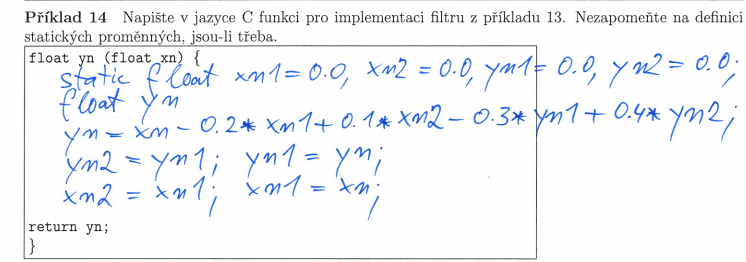 Příklad 14 Napište v jazyce C funkci pro implementaci filtru z příkladu 13. Nezapomeňte na definici
statických proměnných, jsou-li třeba.
float yn (float xn) {
static float xn1=0.0, xn2=0.0, yn1=0.0, yn2=0.0;
float yn
yn=xn-0.2*xn1+0.1*xn2-0.3*yn1+0.4*yn2;
yn2=yn1; yn1=yn;
xn2=xn1; xn1=xn;
return yn;
}